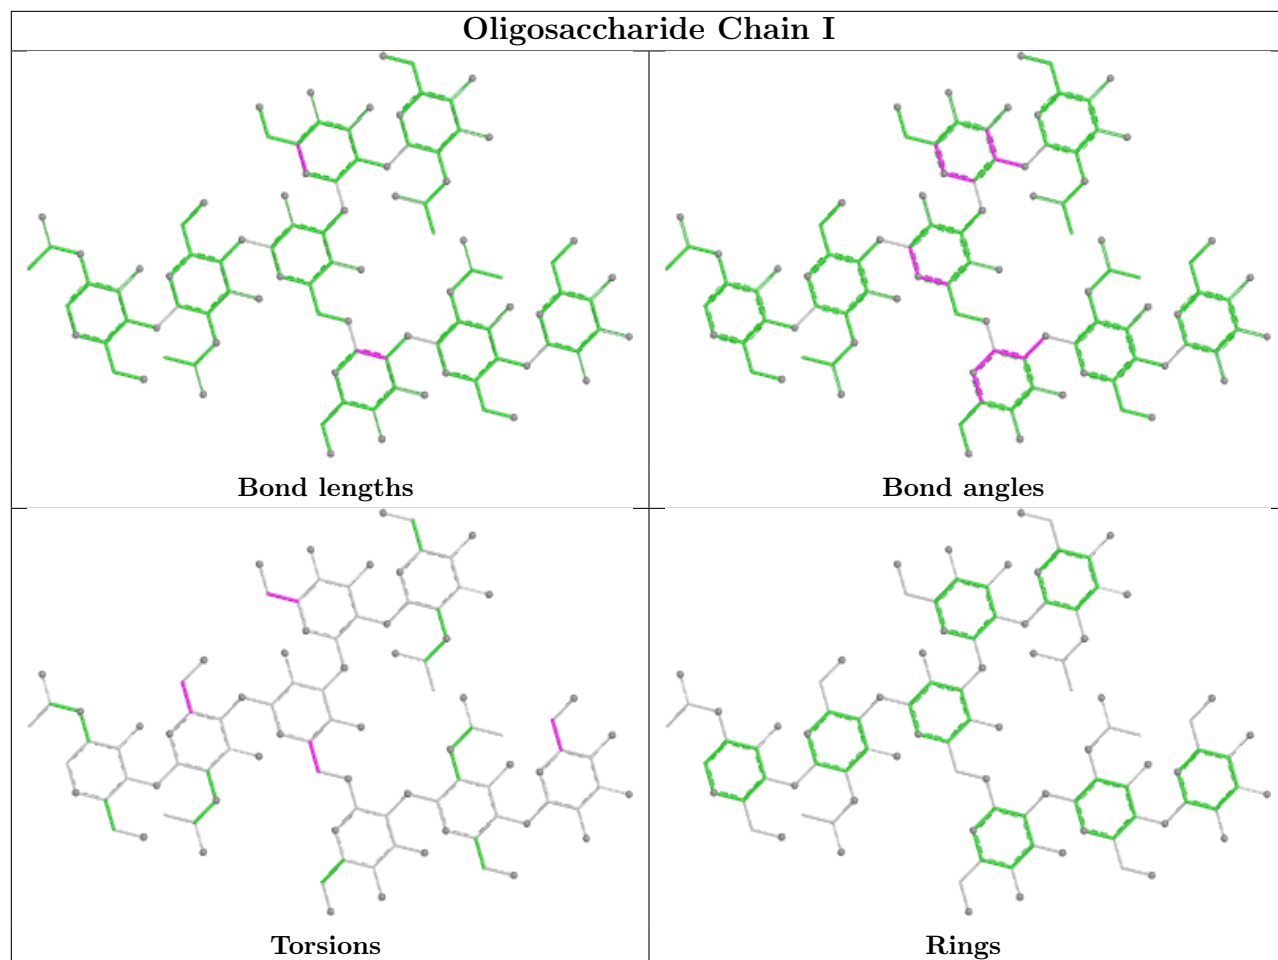 Oligosaccharide Chain I
Bond lengths
Bond angles
Torsions
Rings